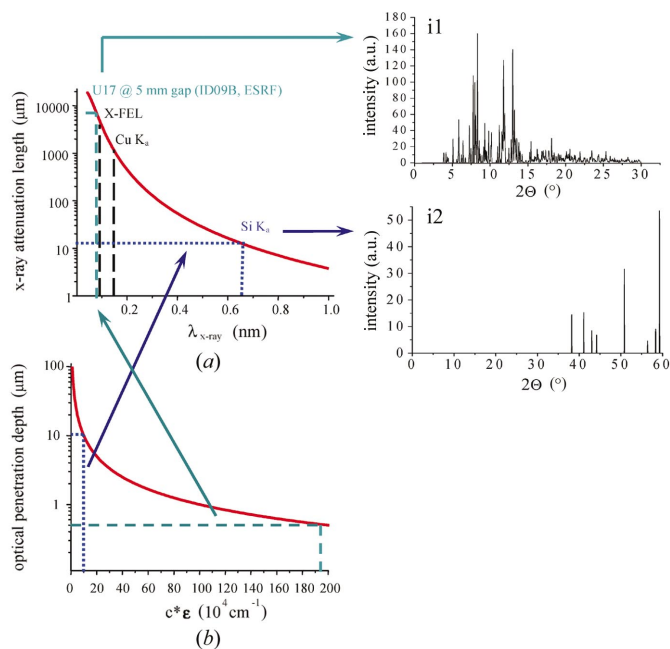 i1
180
160
140
120
100
80
60
40
20
0
intensity (a.u.)
0 5 10 15 20 25 30
2Θ (°)
U17 @ 5 mm gap (ID09B, ESRF)
X-FEL
Cu Kₐ
Si Kₐ
10000
1000
100
10
1
x-ray attenuation length (μm)
0.2 0.4 0.6 0.8 1.0
λ x-ray (nm)
(a)
i2
50
40
30
20
10
0
intensity (a.u.)
0 10 20 30 40 50 60
2Θ (°)
100
10
1
optical penetration depth (μm)
0 20 40 60 80 100 120 140 160 180 200
c*ε (10⁴cm⁻¹)
(b)